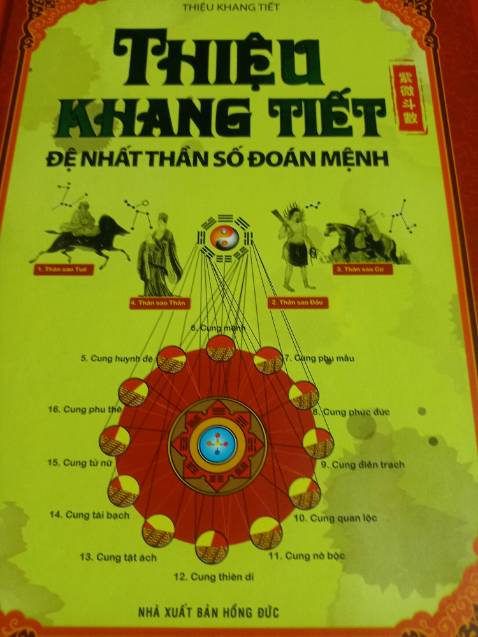 THIỆU KHANG TIẾT
THIỆU
KHANG TIẾT
紫微斗數
ĐỆ NHẤT THẦN SỐ ĐOÁN MỆNH
1. Thần sao Tuế
4. Thần sao Thần
2. Thần sao Đẩu
3. Thần sao Cơ
6. Cung mệnh
5. Cung huynh đệ
7. Cung phụ mẫu
16. Cung phu thê
8. Cung phúc đức
15. Cung tử nữ
9. Cung điền trạch
14. Cung tài bạch
10. Cung quan lộc
13. Cung tật ách
11. Cung nô bộc
12. Cung thiên di
NHÀ XUẤT BẢN HỒNG ĐỨC